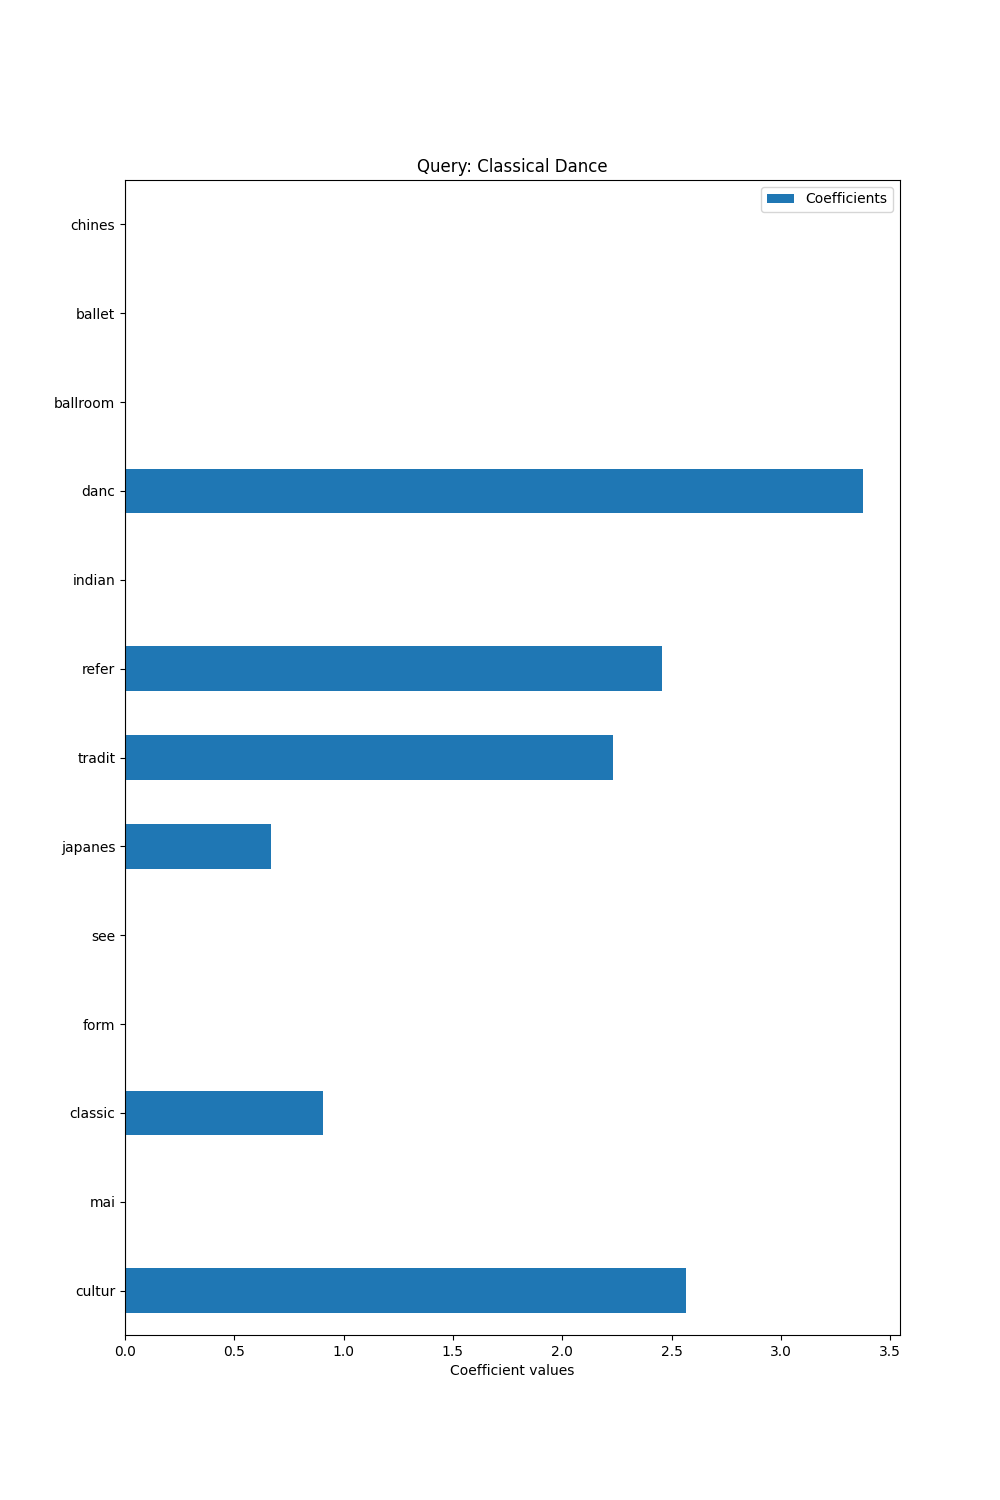 Query: Classical Dance
Coefficients
chines
ballet
ballroom
danc
indian
refer
tradit
japanes
see
form
classic
mai
cultur
0.0 0.5 1.0 1.5 2.0 2.5 3.0 3.5
Coefficient values